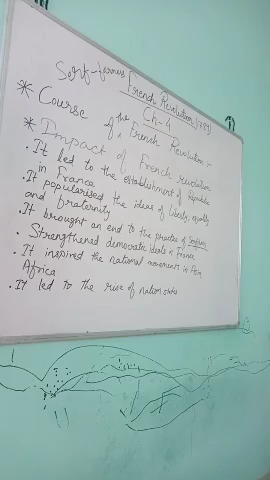 Serf-
French Revolution (1789)
Ch-4
* Course of the French Revolution:-
* Impact of French revolution
• It led to the establishment of Republic
in France
• It popularised the ideas of liberty, equality
and fraternity
• It brought an end to the practice of serfdom
• Strengthened democratic ideals in France
• It inspired the national movements in Asia,
Africa
• It led to the rise of nation states